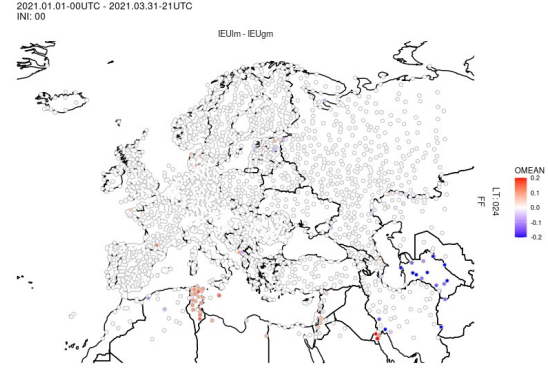 2021.01.01-00UTC - 2021.03.31-21UTC
INI: 00
IEUlm - IEUgm
OMEAN
0.2
0.1
0.0
-0.1
-0.2
LT: 024
FF